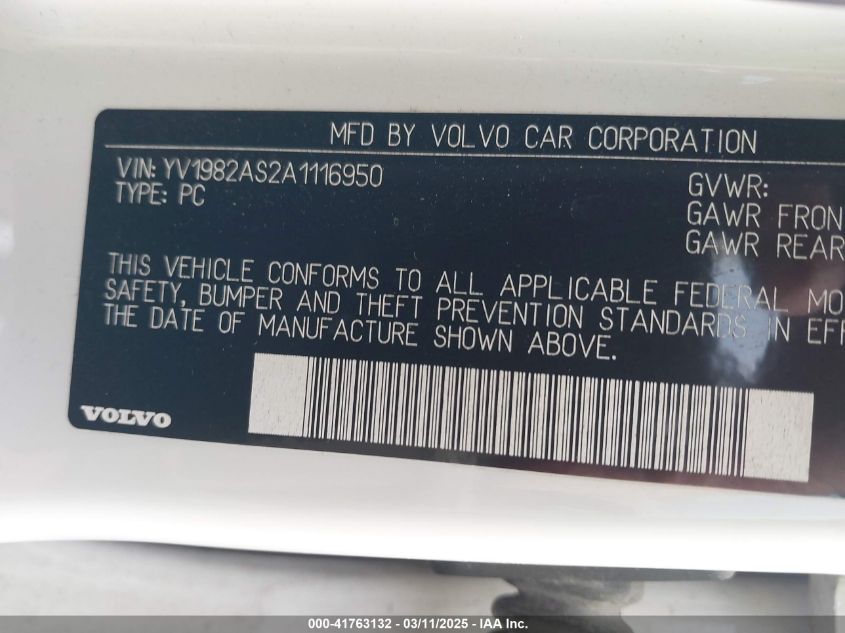 MFD BY VOLVO CAR CORPORATION
VIN: YV1982AS2A1116950
TYPE: PC
GVWR:
GAWR FRON
GAWR REAR
THIS VEHICLE CONFORMS TO ALL APPLICABLE FEDERAL MO
SAFETY, BUMPER AND THEFT PREVENTION STANDARDS IN EFF
THE DATE OF MANUFACTURE SHOWN ABOVE.
VOLVO
000-41763132 - 03/11/2025 - IAA Inc.